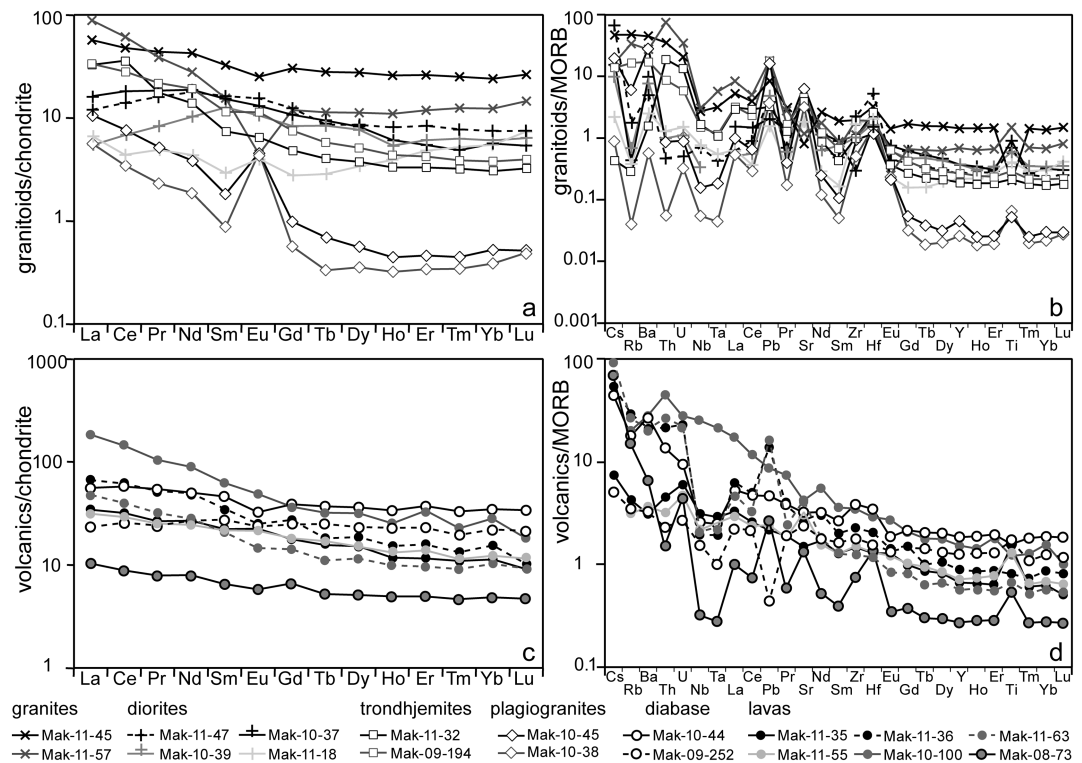 granitoids/chondrite
100
10
1
0.1
a
La Ce Pr Nd Sm Eu Gd Tb Dy Ho Er Tm Yb Lu
granitoids/MORB
100
10
1
0.1
0.01
0.001
b
Cs Ba U Ta Ce Pr Nd Zr Eu Tb Y Er Tm Lu
Rb Th Nb La Pb Sr Sm Hf Gd Dy Ho Ti Yb
volcanics/chondrite
1000
100
10
1
c
La Ce Pr Nd Sm Eu Gd Tb Dy Ho Er Tm Yb Lu
volcanics/MORB
100
10
1
0.1
d
Cs Ba U Ta Ce Pr Nd Zr Eu Tb Y Er Tm Lu
Rb Th Nb La Pb Sr Sm Hf Gd Dy Ho Ti Yb
granites diorites trondhjemites plagiogranites diabase lavas
Mak-11-45 Mak-11-47 Mak-10-37 Mak-11-32 Mak-10-45 Mak-10-44 Mak-11-35 Mak-11-36 Mak-11-63
Mak-11-57 Mak-10-39 Mak-11-18 Mak-09-194 Mak-10-38 Mak-09-252 Mak-11-55 Mak-10-100 Mak-08-73